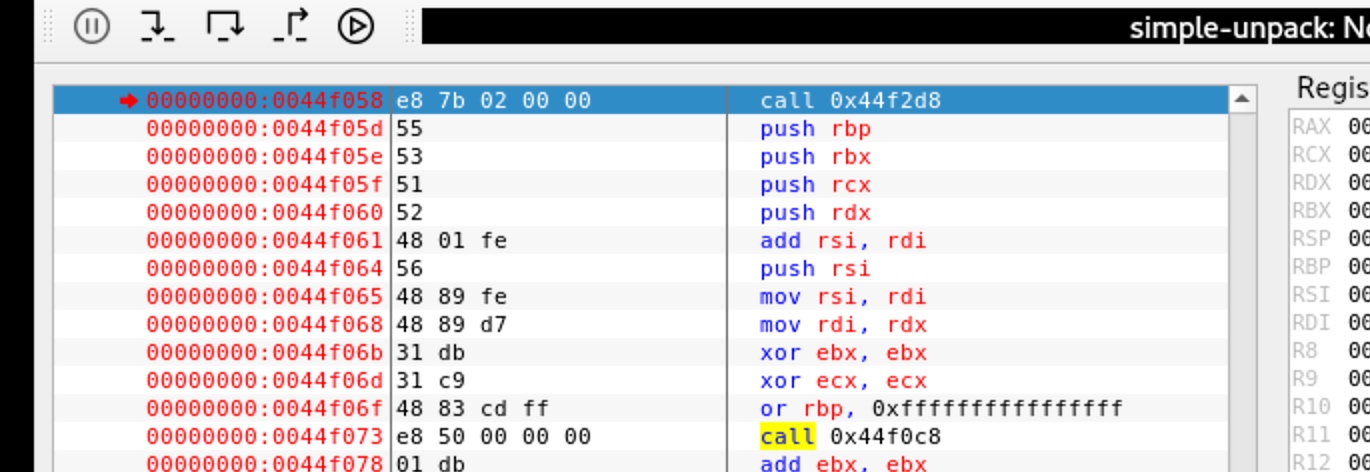 simple-unpack: No
Regis
00000000:0044f058 e8 7b 02 00 00 call 0x44f2d8
00000000:0044f05d 55 push rbp
00000000:0044f05e 53 push rbx
00000000:0044f05f 51 push rcx
00000000:0044f060 52 push rdx
00000000:0044f061 48 01 fe add rsi, rdi
00000000:0044f064 56 push rsi
00000000:0044f065 48 89 fe mov rsi, rdi
00000000:0044f068 48 89 d7 mov rdi, rdx
00000000:0044f06b 31 db xor ebx, ebx
00000000:0044f06d 31 c9 xor ecx, ecx
00000000:0044f06f 48 83 cd ff or rbp, 0xffffffffffffffff
00000000:0044f073 e8 50 00 00 00 call 0x44f0c8
00000000:0044f078 01 db add ebx, ebx
RAX 00
RCX 00
RDX 00
RBX 00
RSP 00
RBP 00
RSI 00
RDI 00
R8 00
R9 00
R10 00
R11 00
R12 00